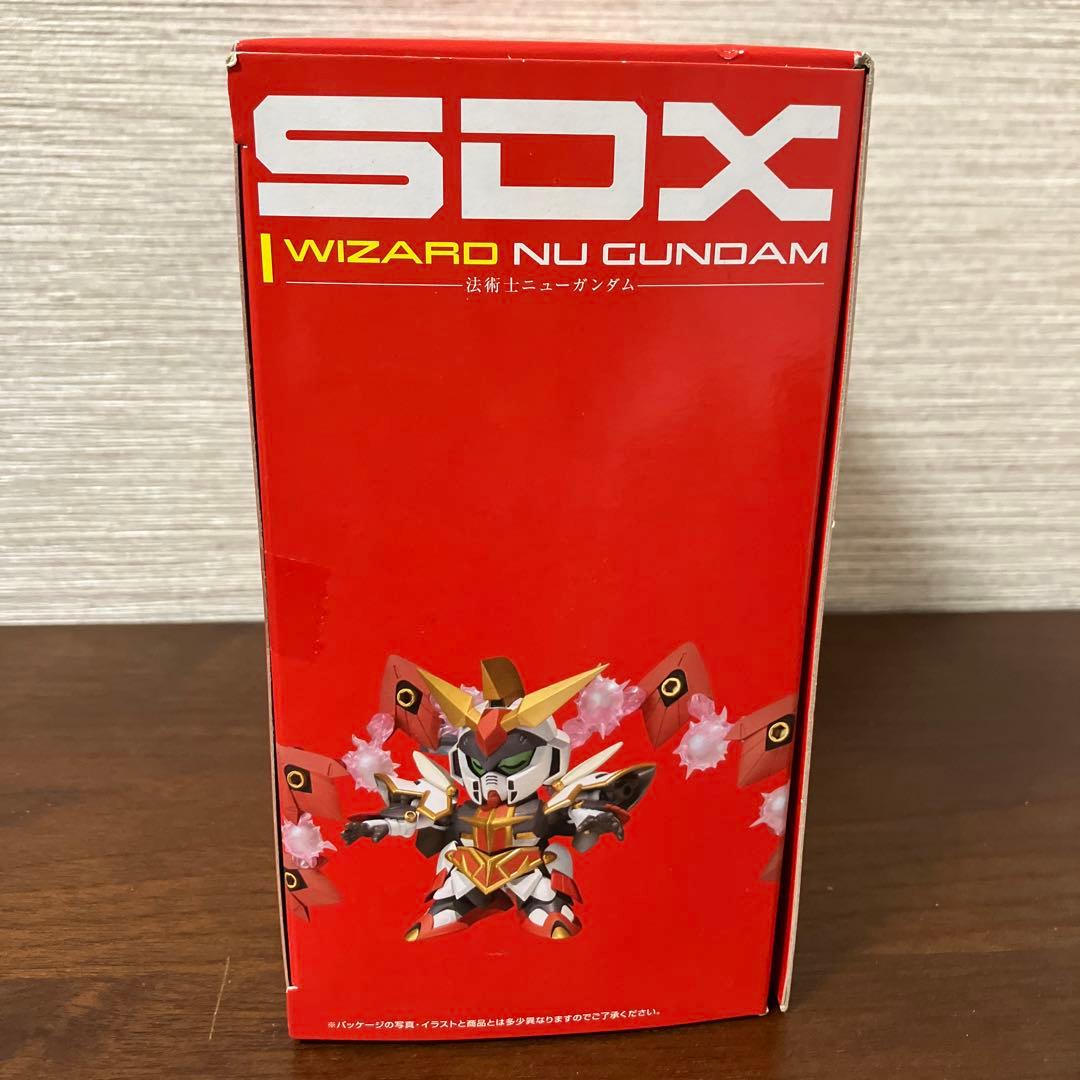 SDX
WIZARD NU GUNDAM
法術士ニューガンダム
※パッケージの写真・イラストと商品とは多少異なりますのでご了承ください。